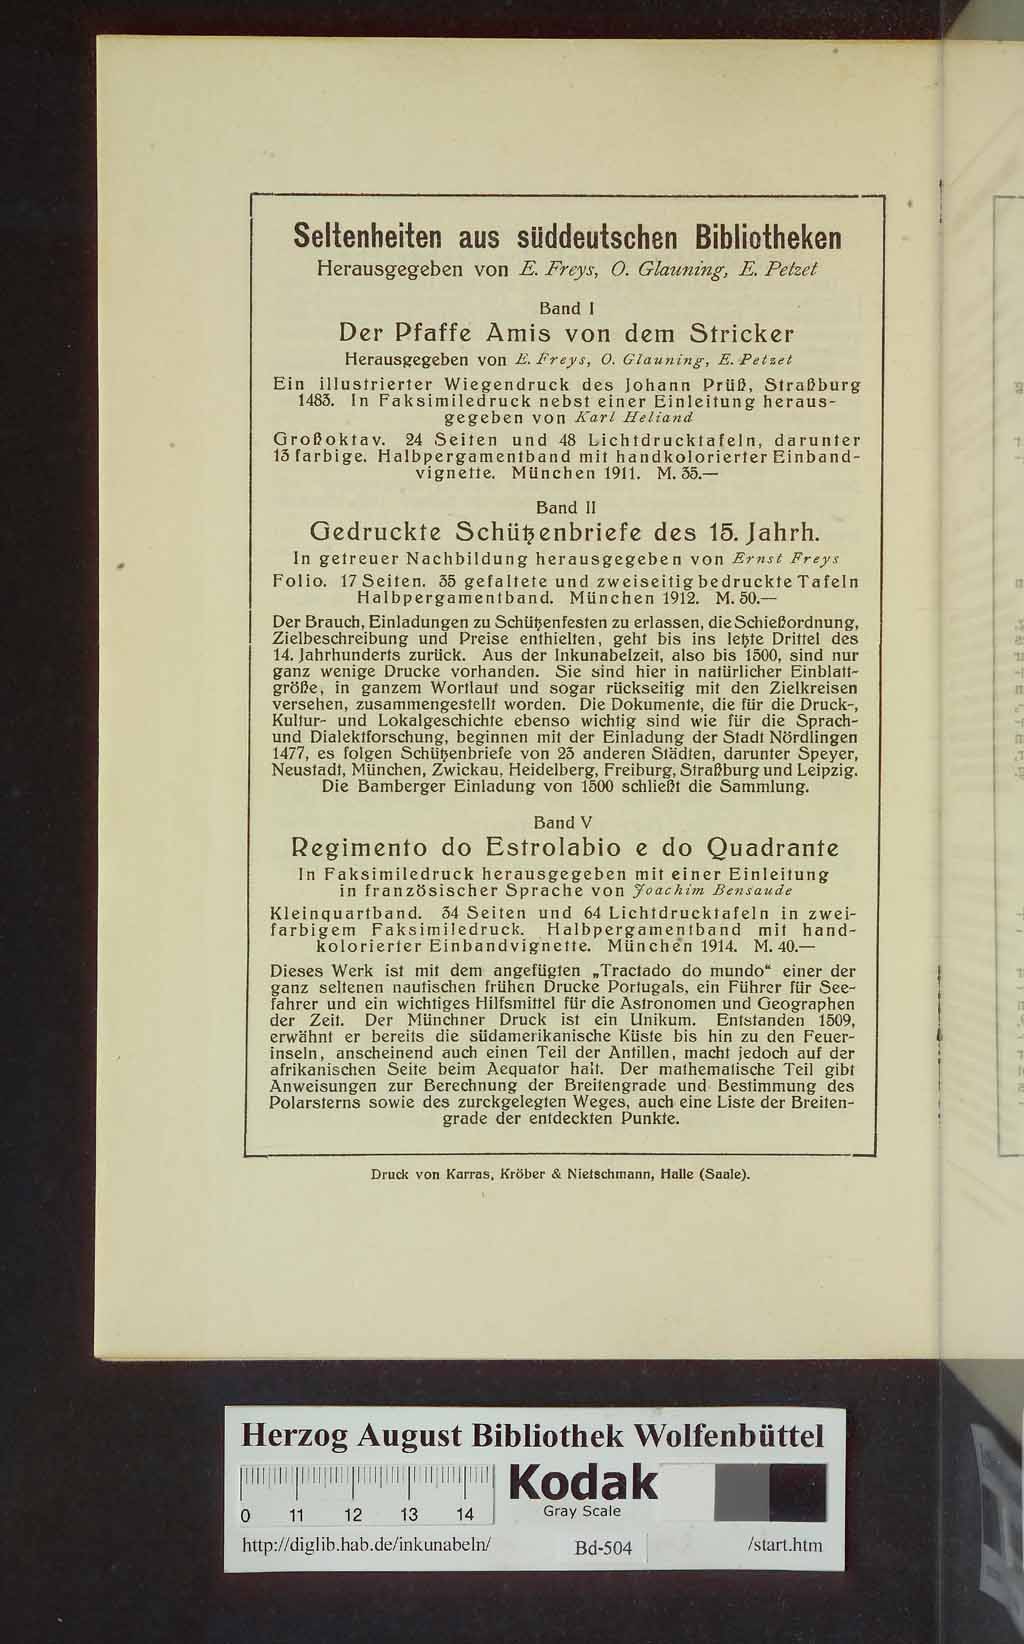 Seltenheiten aus süddeutschen Bibliotheken
Herausgegeben von E. Freys, O. Glauning, E. Petzet
Band I
Der Pfaffe Amis von dem Stricker
Herausgegeben von E. Freys, O. Glauning, E. Petzet
Ein illustrierter Wiegendruck des Johann Prüß, Straßburg
1483. In Faksimiledruck nebst einer Einleitung heraus-
gegeben von Karl Heliand
Großoktav. 24 Seiten und 48 Lichtdrucktafeln, darunter
13 farbige. Halbpergamentband mit handkolorierter Einband-
vignette. München 1911. M. 35.—
Band II
Gedruckte Schützenbriefe des 15. Jahrh.
In getreuer Nachbildung herausgegeben von Ernst Freys
Folio. 17 Seiten. 35 gefaltete und zweiseitig bedruckte Tafeln
Halbpergamentband. München 1912. M. 50.—
Der Brauch, Einladungen zu Schützenfesten zu erlassen, die Schießordnung,
Zielbeschreibung und Preise enthielten, geht bis ins letzte Drittel des
14. Jahrhunderts zurück. Aus der Inkunabelzeit, also bis 1500, sind nur
ganz wenige Drucke vorhanden. Sie sind hier in natürlicher Einblatt-
größe, in ganzem Wortlaut und sogar rückseitig mit den Zielkreisen
versehen, zusammengestellt worden. Die Dokumente, die für die Druck-,
Kultur- und Lokalgeschichte ebenso wichtig sind wie für die Sprach-
und Dialektforschung, beginnen mit der Einladung der Stadt Nördlingen
1477, es folgen Schützenbriefe von 23 anderen Städten, darunter Speyer,
Neustadt, München, Zwickau, Heidelberg, Freiburg, Straßburg und Leipzig.
Die Bamberger Einladung von 1500 schließt die Sammlung.
Band V
Regimento do Estrolabio e do Quadrante
In Faksimiledruck herausgegeben mit einer Einleitung
in französischer Sprache von Joachim Bensaude
Kleinquartband. 34 Seiten und 64 Lichtdrucktafeln in zwei-
farbigem Faksimiledruck. Halbpergamentband mit hand-
kolorierter Einbandvignette. München 1914. M. 40.—
Dieses Werk ist mit dem angefügten „Tractado do mundo“ einer der
ganz seltenen nautischen frühen Drucke Portugals, ein Führer für See-
fahrer und ein wichtiges Hilfsmittel für die Astronomen und Geographen
der Zeit. Der Münchner Druck ist ein Unikum. Entstanden 1509,
erwähnt er bereits die südamerikanische Küste bis hin zu den Feuer-
inseln, anscheinend auch einen Teil der Antillen, macht jedoch auf der
afrikanischen Seite beim Aequator halt. Der mathematische Teil gibt
Anweisungen zur Berechnung der Breitengrade und Bestimmung des
Polarsterns sowie des zurckgelegten Weges, auch eine Liste der Breiten-
grade der entdeckten Punkte.
Druck von Karras, Kröber & Nietschmann, Halle (Saale).
Herzog August Bibliothek Wolfenbüttel
Kodak
Gray Scale
0 11 12 13 14
http://diglib.hab.de/inkunabeln/ Bd-504 /start.htm